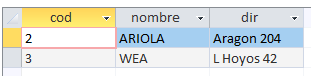 cod nombre dir
2 ARIOLA Aragon 204
3 WEA L Hoyos 42